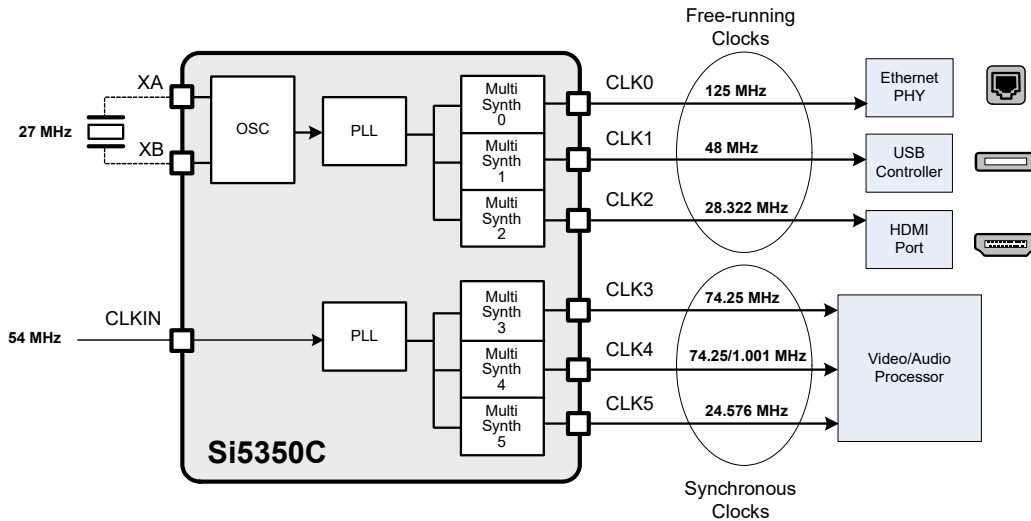 Free-running
Clocks
XA
27 MHz
XB
OSC
PLL
Multi
Synth
0
Multi
Synth
1
Multi
Synth
2
CLK0
125 MHz
Ethernet
PHY
CLK1
48 MHz
USB
Controller
CLK2
28.322 MHz
HDMI
Port
CLKIN
54 MHz
PLL
Multi
Synth
3
Multi
Synth
4
Multi
Synth
5
CLK3
74.25 MHz
CLK4
74.25/1.001 MHz
Video/Audio
Processor
CLK5
24.576 MHz
Si5350C
Synchronous
Clocks